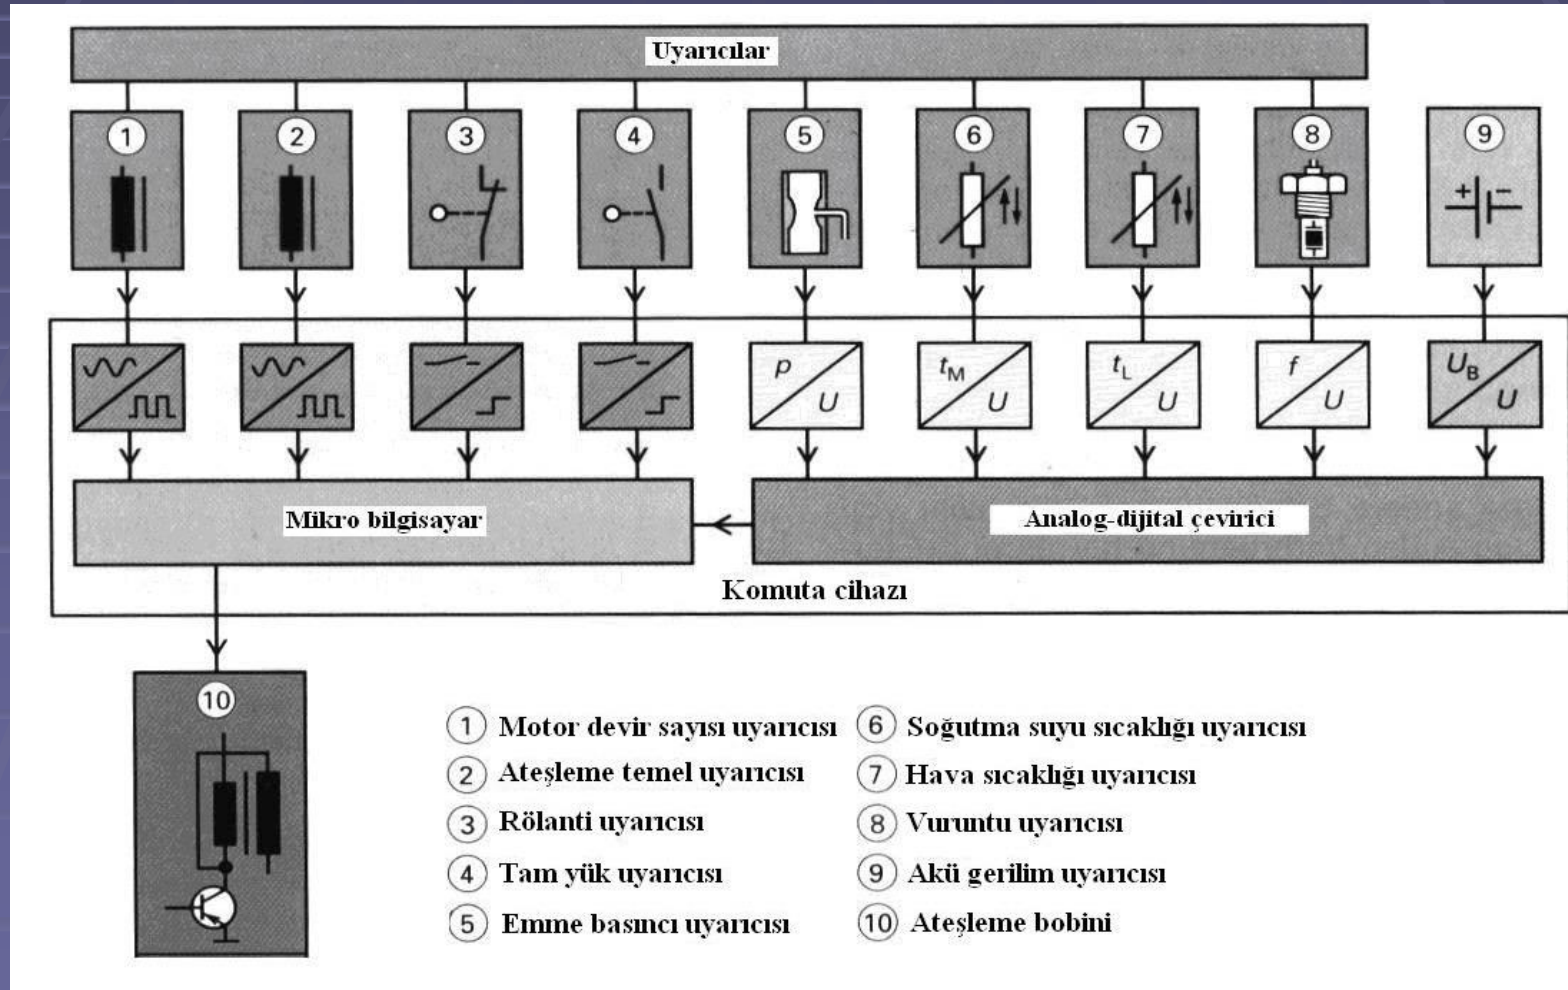 Uyarıcılar
1 2 3 4 5 6 7 8 9
+ −
p U
tM U
tL U
f U
UB U
Mikro bilgisayar
Analog-dijital çevirici
Komuta cihazı
10
1 Motor devir sayısı uyarıcısı
2 Ateşleme temel uyarıcısı
3 Rölanti uyarıcısı
4 Tam yük uyarıcısı
5 Emme basıncı uyarıcısı
6 Soğutma suyu sıcaklığı uyarıcısı
7 Hava sıcaklığı uyarıcısı
8 Vuruntu uyarıcısı
9 Akü gerilim uyarıcısı
10 Ateşleme bobini